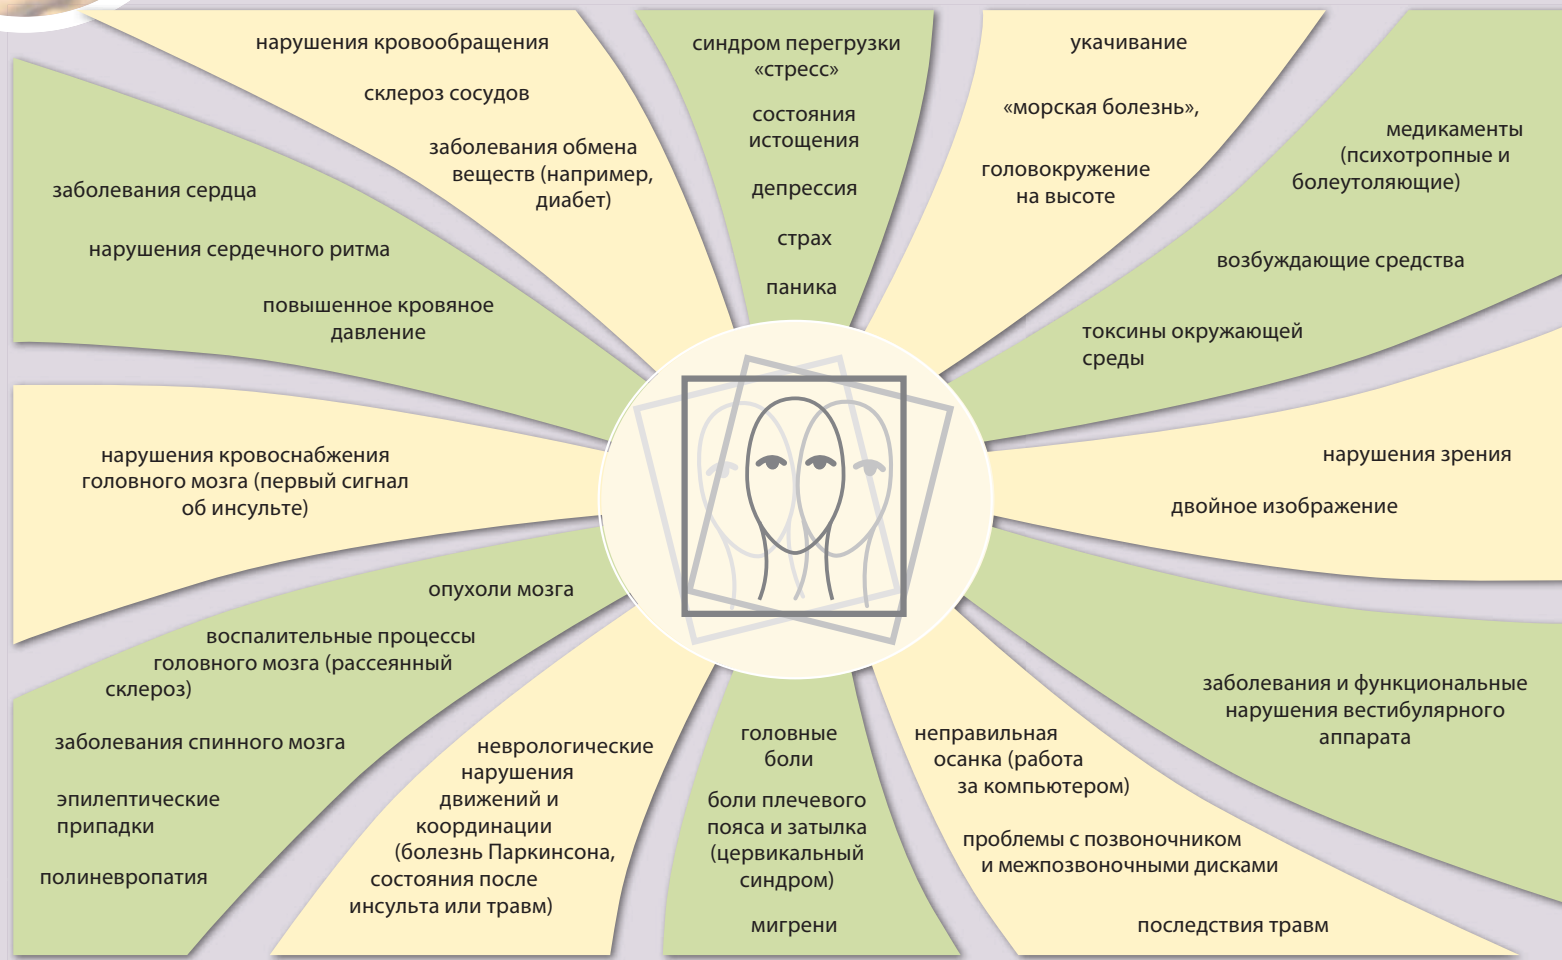 нарушения кровообращения
склероз сосудов
заболевания обмена
веществ (например,
диабет)
синдром перегрузки
«стресс»
состояния
истощения
депрессия
страх
паника
укачивание
«морская болезнь»,
головокружение
на высоте
медикаменты
(психотропные и
болеутоляющие)
возбуждающие средства
токсины окружающей
среды
заболевания сердца
нарушения сердечного ритма
повышенное кровяное
давление
нарушения кровоснабжения
головного мозга (первый сигнал
об инсульте)
нарушения зрения
двойное изображение
опухоли мозга
воспалительные процессы
головного мозга (рассеянный
склероз)
заболевания спинного мозга
эпилептические
припадки
полиневропатия
неврологические
нарушения
движений и
координации
(болезнь Паркинсона,
состояния после
инсульта или травм)
головные
боли
боли плечевого
пояса и затылка
(цервикальный
синдром)
мигрени
неправильная
осанка (работа
за компьютером)
проблемы с позвоночником
и межпозвоночными дисками
последствия травм
заболевания и функциональные
нарушения вестибулярного
аппарата